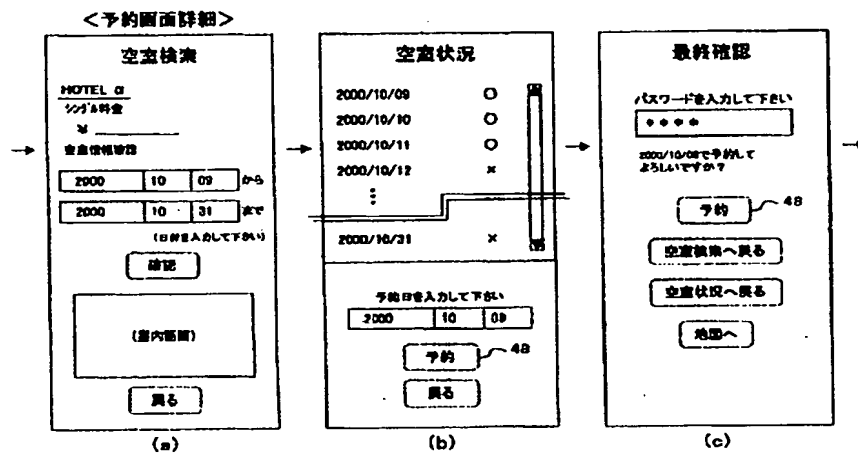 ＜予約画面詳細＞
空室検索
HOTEL α
シングル料金
¥
空室情報確認
2000 10 09 から
2000 10 31 まで
(日付を入力して下さい)
確認
(室内画面)
戻る
(a)
空室状況
2000/10/09 ○
2000/10/10 ○
2000/10/11 ○
2000/10/12 ×
2000/10/31 ×
予約日を入力して下さい
2000 10 09
予約
48
戻る
(b)
最終確認
パスワードを入力して下さい
＊＊＊＊
2000/10/09で予約して
よろしいですか？
予約
48
空室検索へ戻る
空室状況へ戻る
地図へ
(c)